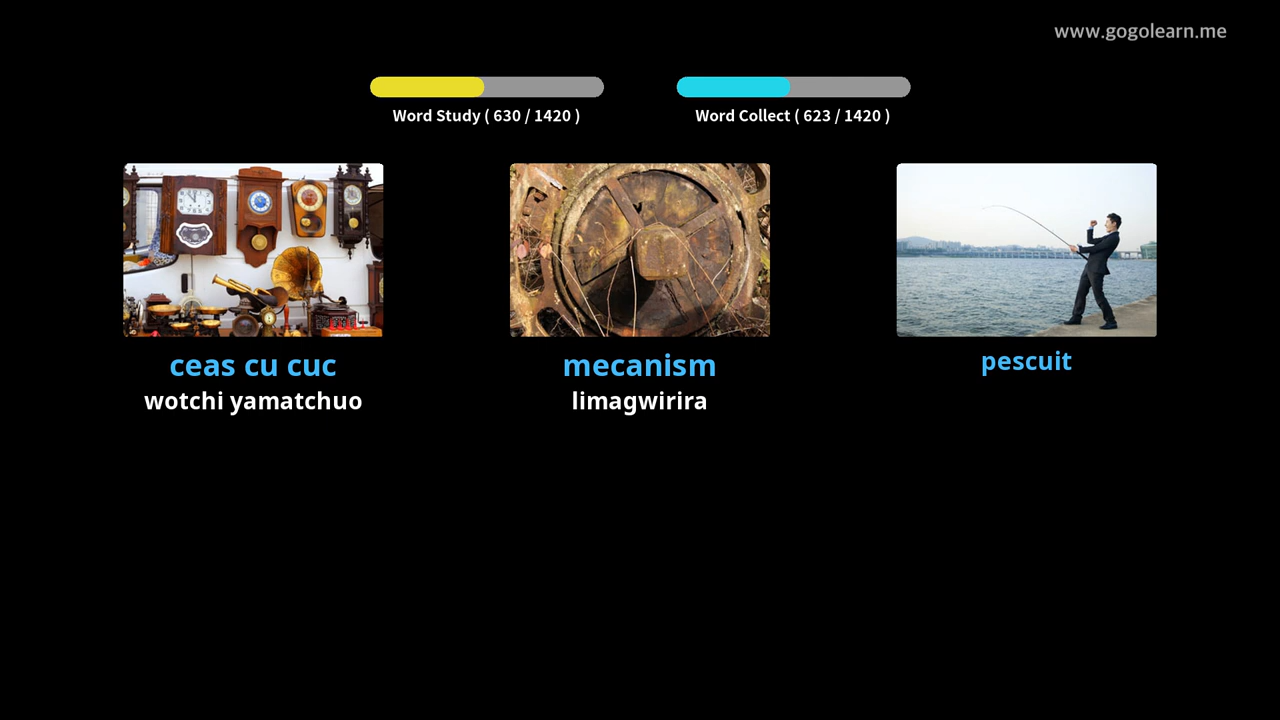 www.gogolearn.me
Word Study ( 630 / 1420 )
Word Collect ( 623 / 1420 )
ceas cu cuc
wotchi yamatchuo
mecanism
limagwirira
pescuit